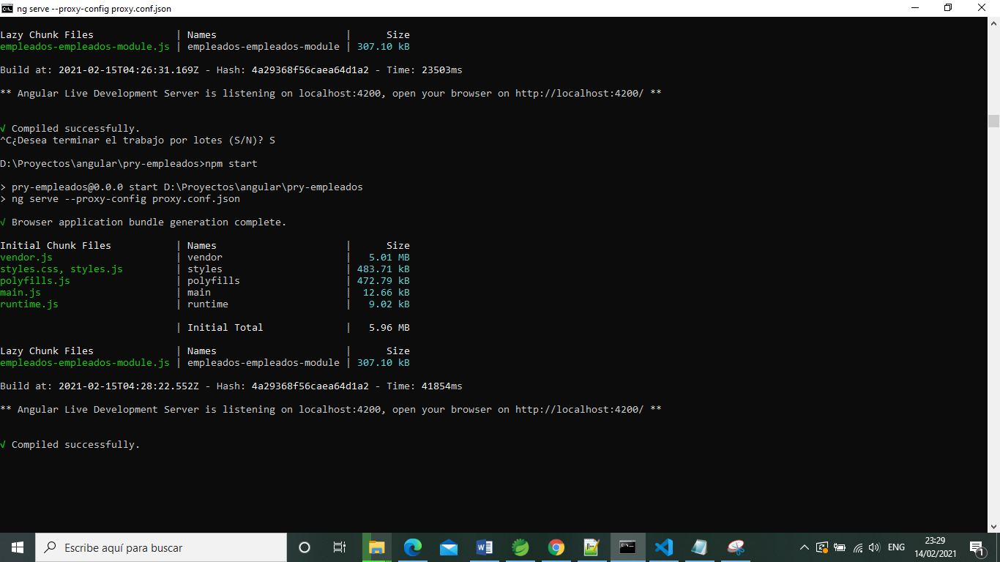 ng serve --proxy-config proxy.conf.json
Lazy Chunk Files | Names | Size
empleados-empleados-module.js | empleados-empleados-module | 307.10 kB
Build at: 2021-02-15T04:26:31.169Z - Hash: 4a29368f56caea64d1a2 - Time: 23503ms
** Angular Live Development Server is listening on localhost:4200, open your browser on http://localhost:4200/ **
√ Compiled successfully.
^C¿Desea terminar el trabajo por lotes (S/N)? S
D:\Proyectos\angular\pry-empleados>npm start
> pry-empleados@0.0.0 start D:\Proyectos\angular\pry-empleados
> ng serve --proxy-config proxy.conf.json
√ Browser application bundle generation complete.
Initial Chunk Files | Names | Size
vendor.js | vendor | 5.01 MB
styles.css, styles.js | styles | 483.71 kB
polyfills.js | polyfills | 472.79 kB
main.js | main | 12.66 kB
runtime.js | runtime | 9.02 kB
| Initial Total | 5.96 MB
Lazy Chunk Files | Names | Size
empleados-empleados-module.js | empleados-empleados-module | 307.10 kB
Build at: 2021-02-15T04:28:22.552Z - Hash: 4a29368f56caea64d1a2 - Time: 41854ms
** Angular Live Development Server is listening on localhost:4200, open your browser on http://localhost:4200/ **
√ Compiled successfully.
Escribe aquí para buscar
ENG
23:29
14/02/2021
1